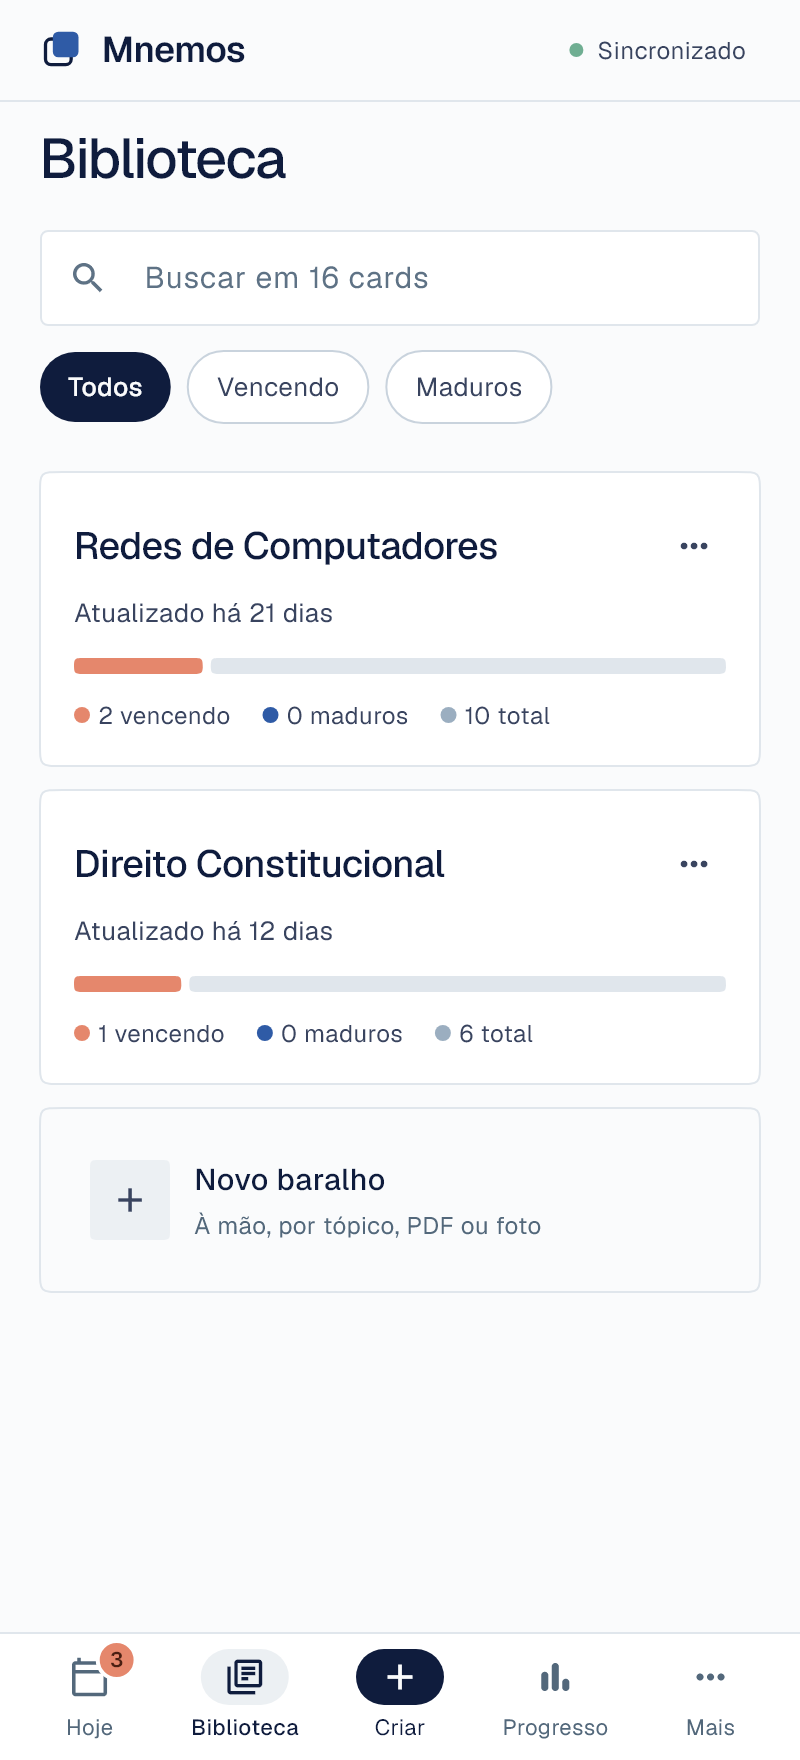 Mnemos
Sincronizado
Biblioteca
Buscar em 16 cards
Todos
Vencendo
Maduros
Redes de Computadores
Atualizado há 21 dias
2 vencendo
0 maduros
10 total
Direito Constitucional
Atualizado há 12 dias
1 vencendo
0 maduros
6 total
Novo baralho
À mão, por tópico, PDF ou foto
3
Hoje
Biblioteca
Criar
Progresso
Mais